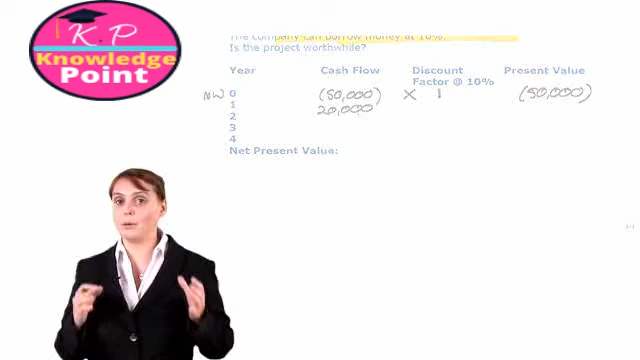 K.P
Knowledge
Point
The company can borrow money at 10%.
Is the project worthwhile?
Year Cash Flow Discount Factor @ 10% Present Value
NW 0 (50,000) × 1 (50,000)
1 20,000
2
3
4
Net Present Value: